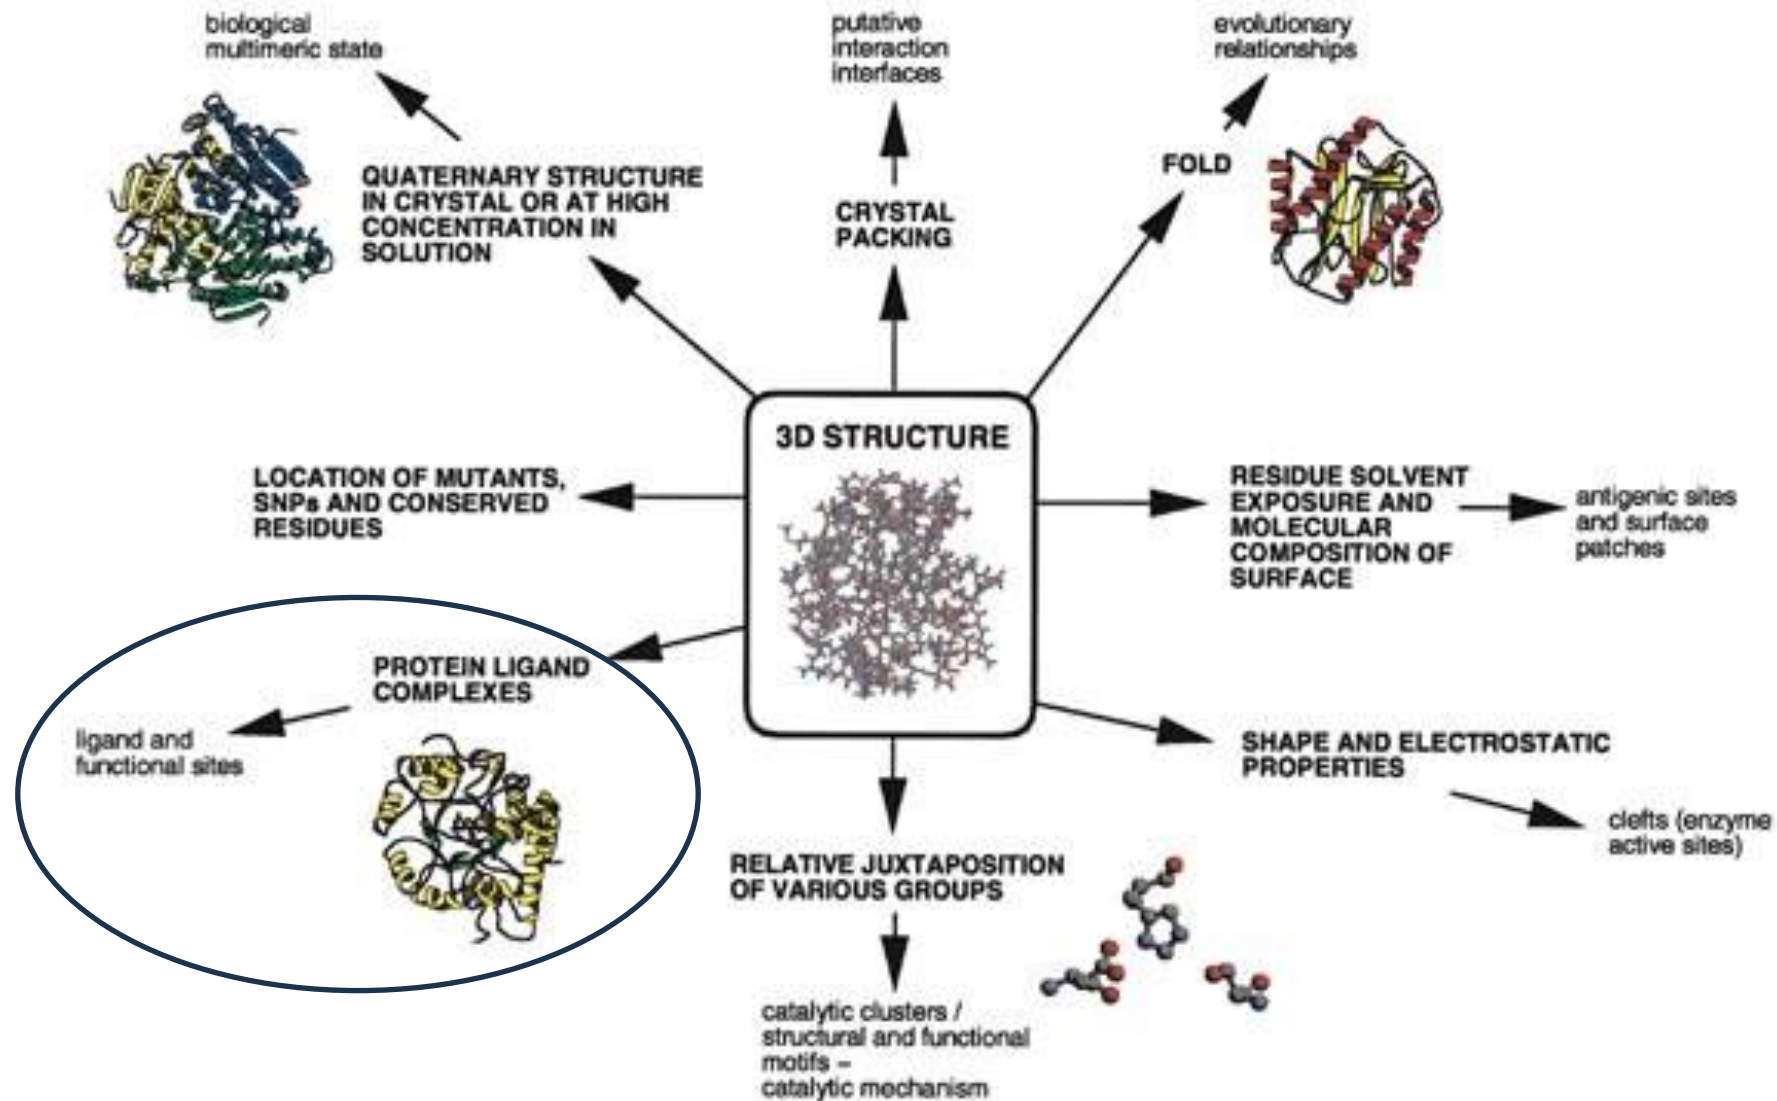 biological
multimeric state
putative
interaction
interfaces
evolutionary
relationships
QUATERNARY STRUCTURE
IN CRYSTAL OR AT HIGH
CONCENTRATION IN
SOLUTION
CRYSTAL
PACKING
FOLD
3D STRUCTURE
LOCATION OF MUTANTS,
SNPs AND CONSERVED
RESIDUES
RESIDUE SOLVENT
EXPOSURE AND
MOLECULAR
COMPOSITION OF
SURFACE
antigenic sites
and surface
patches
PROTEIN LIGAND
COMPLEXES
ligand and
functional sites
SHAPE AND ELECTROSTATIC
PROPERTIES
clefts (enzyme
active sites)
RELATIVE JUXTAPOSITION
OF VARIOUS GROUPS
catalytic clusters /
structural and functional
motifs –
catalytic mechanism